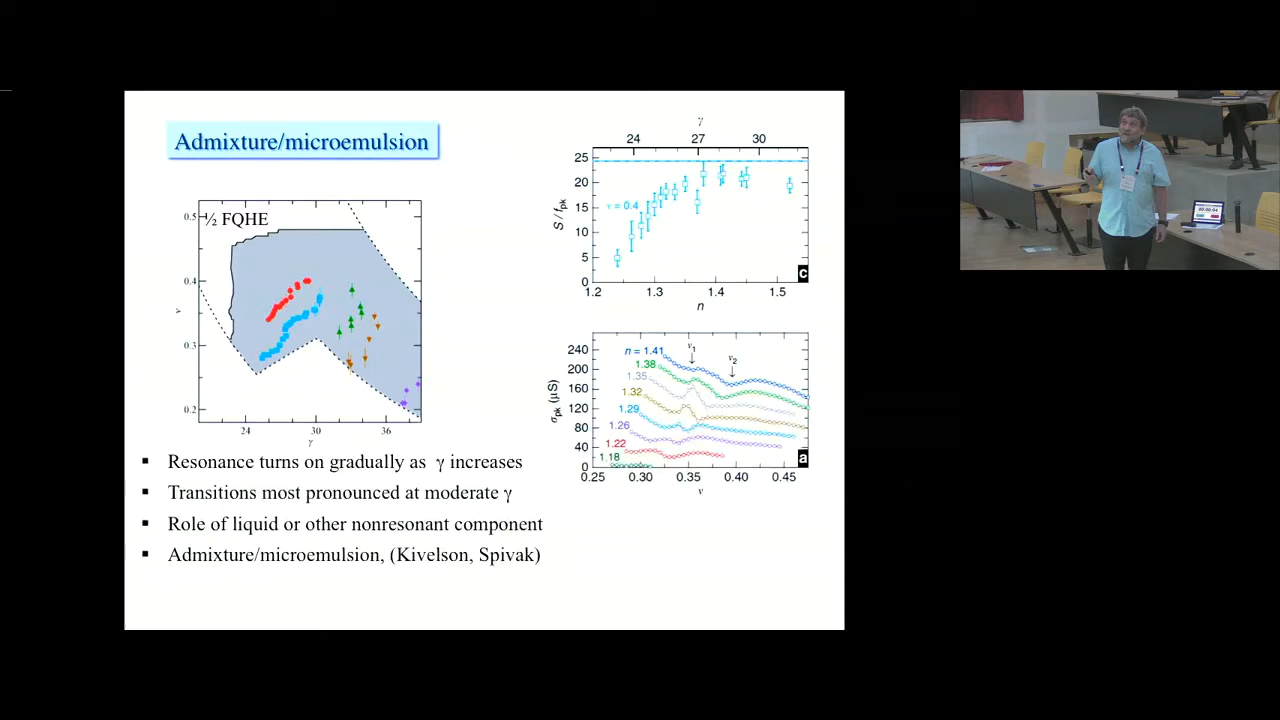 Admixture/microemulsion
½ FQHE
0.5
0.4
0.3
0.2
ν
24
30
36
γ
γ
24
27
30
25
20
15
10
5
0
S / fpk
ν = 0.4
c
1.2
1.3
1.4
1.5
n
240
200
160
120
80
40
0
σpk (µS)
n = 1.41
1.38
1.35
1.32
1.29
1.26
1.22
1.18
ν1
ν2
a
0.25
0.30
0.35
0.40
0.45
ν
▪ Resonance turns on gradually as γ increases
▪ Transitions most pronounced at moderate γ
▪ Role of liquid or other nonresonant component
▪ Admixture/microemulsion, (Kivelson, Spivak)